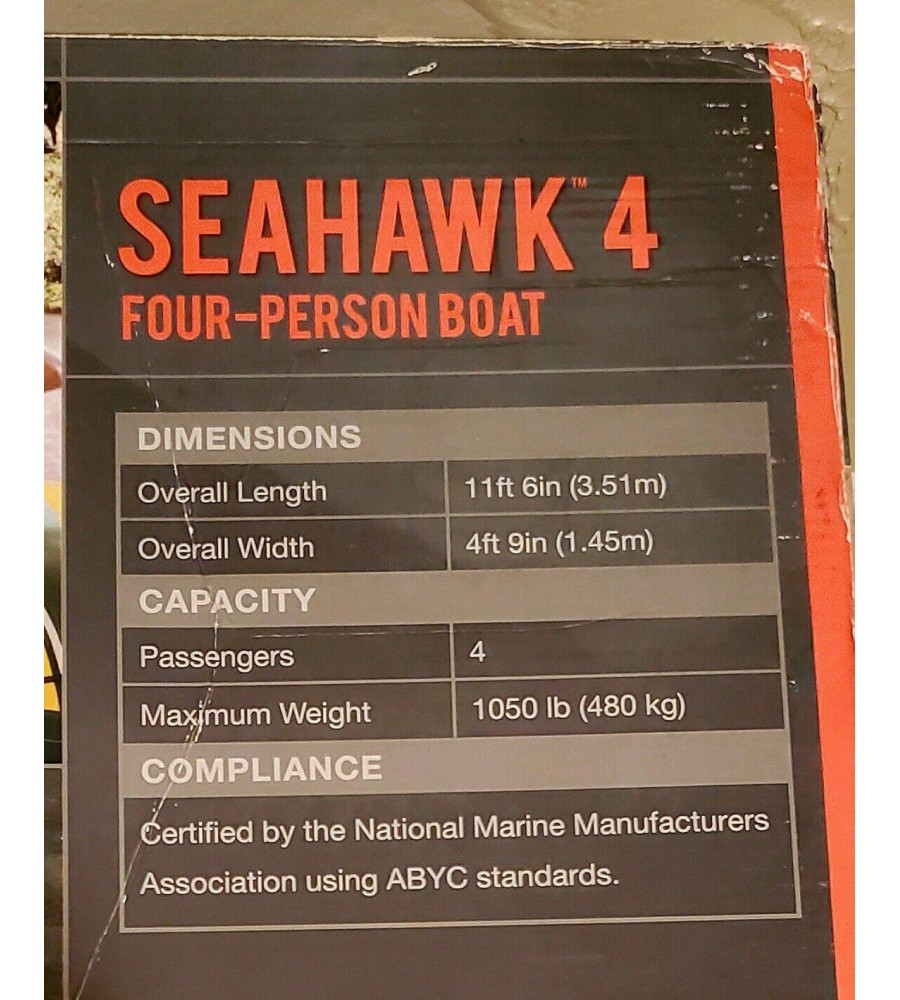 SEAHAWK™ 4
FOUR-PERSON BOAT
DIMENSIONS
Overall Length 11ft 6in (3.51m)
Overall Width 4ft 9in (1.45m)
CAPACITY
Passengers 4
Maximum Weight 1050 lb (480 kg)
COMPLIANCE
Certified by the National Marine Manufacturers
Association using ABYC standards.